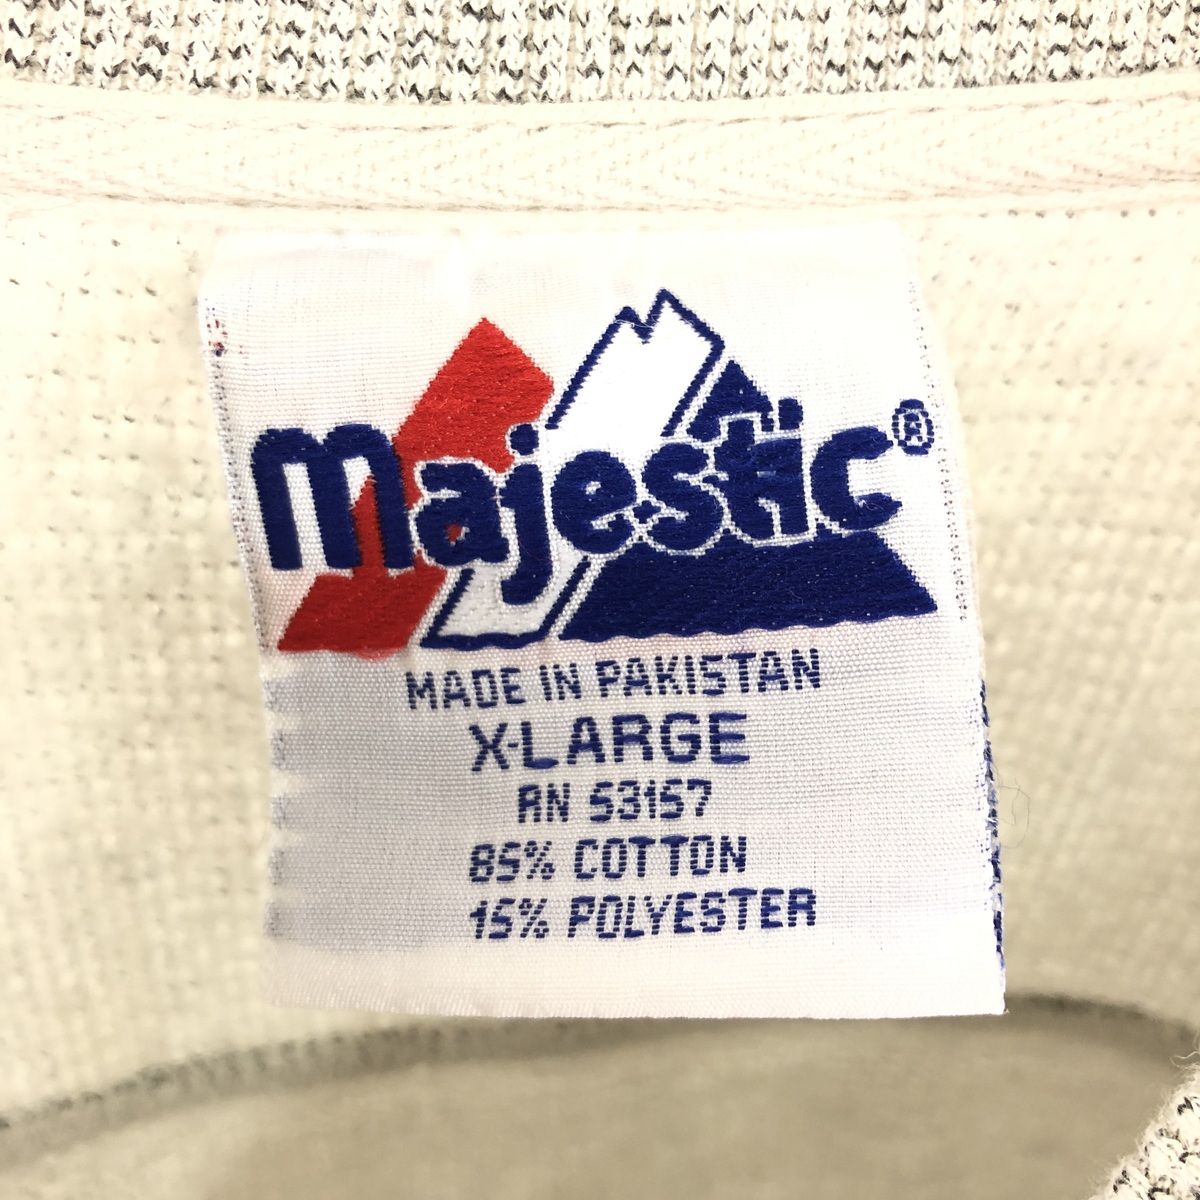 majestic®
MADE IN PAKISTAN
X-LARGE
RN 53157
85% COTTON
15% POLYESTER